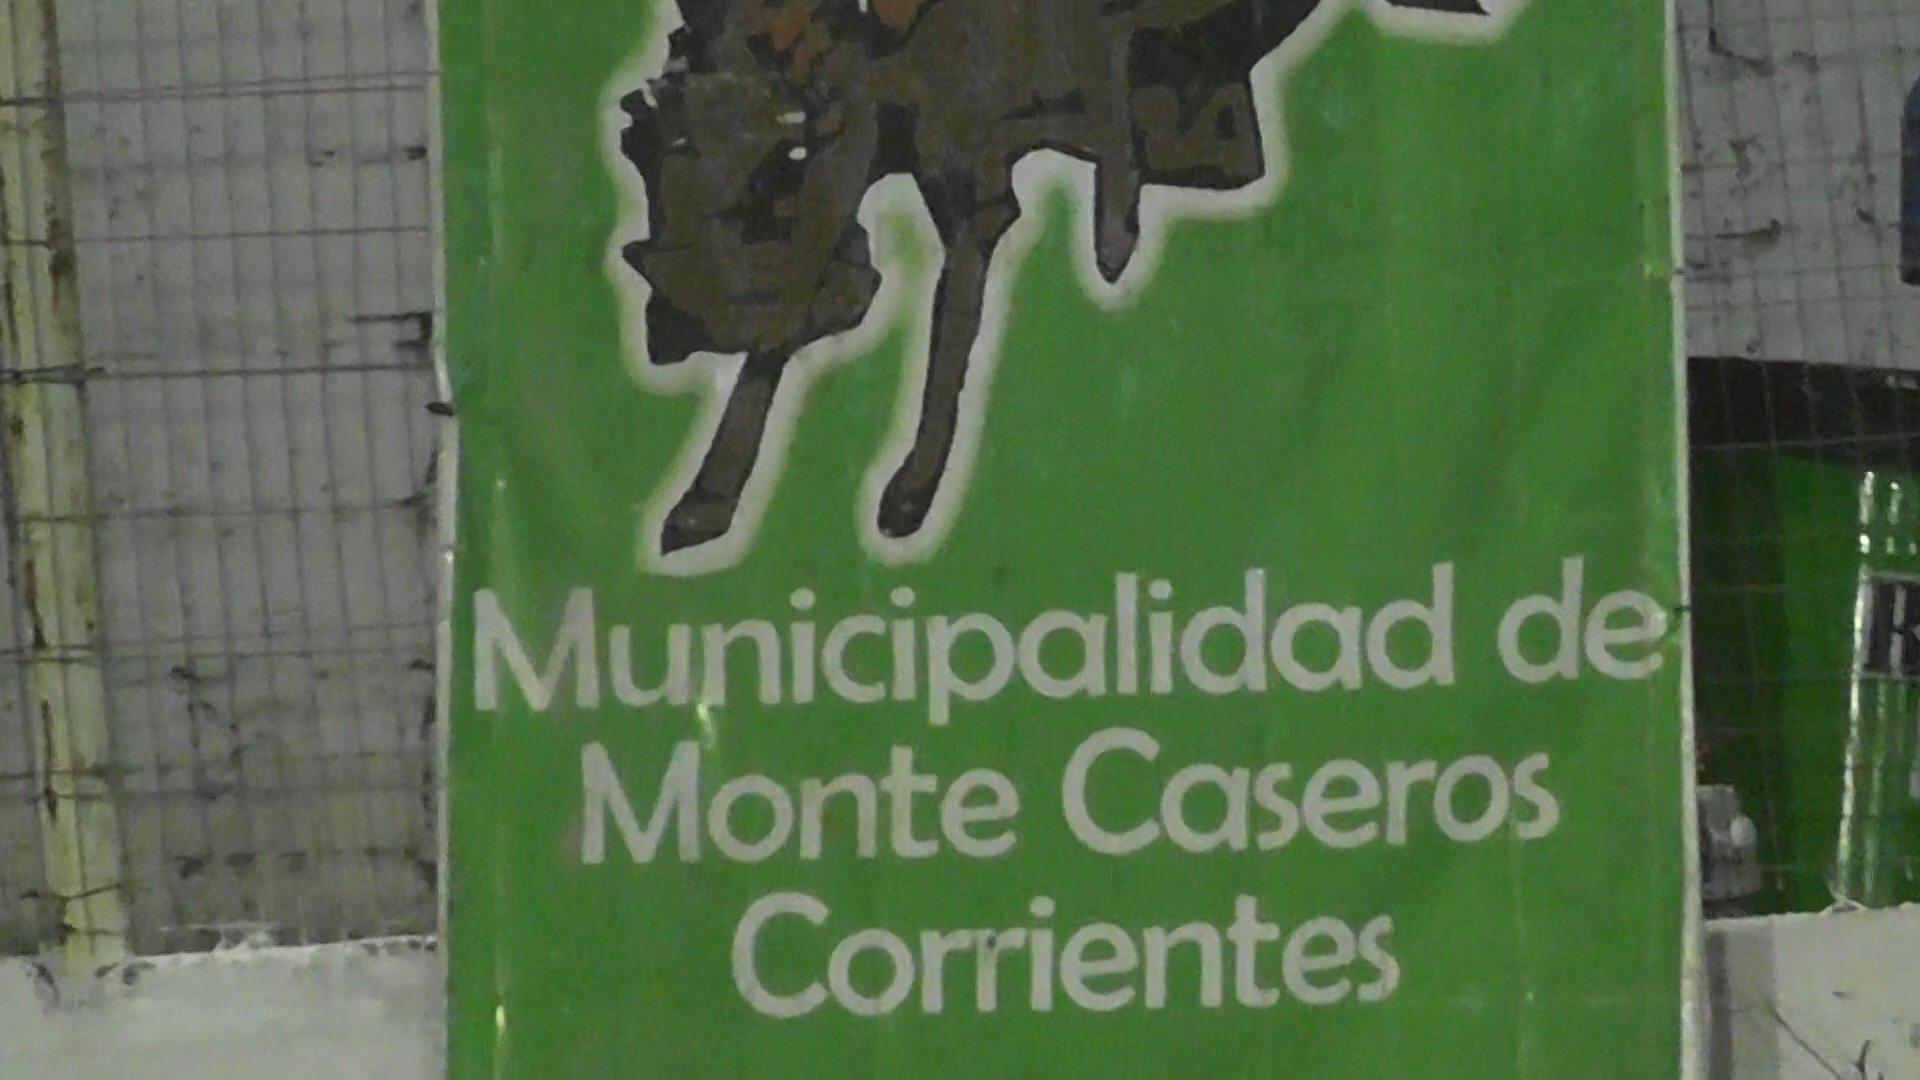 Municipalidad de
Monte Caseros
Corrientes